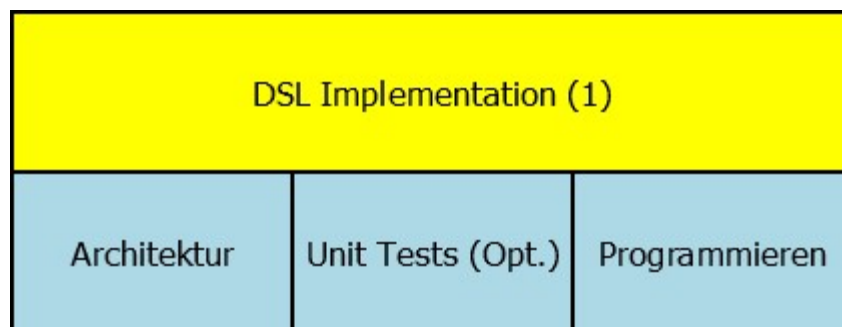 DSL Implementation (1)
Architektur
Unit Tests (Opt.)
Programmieren